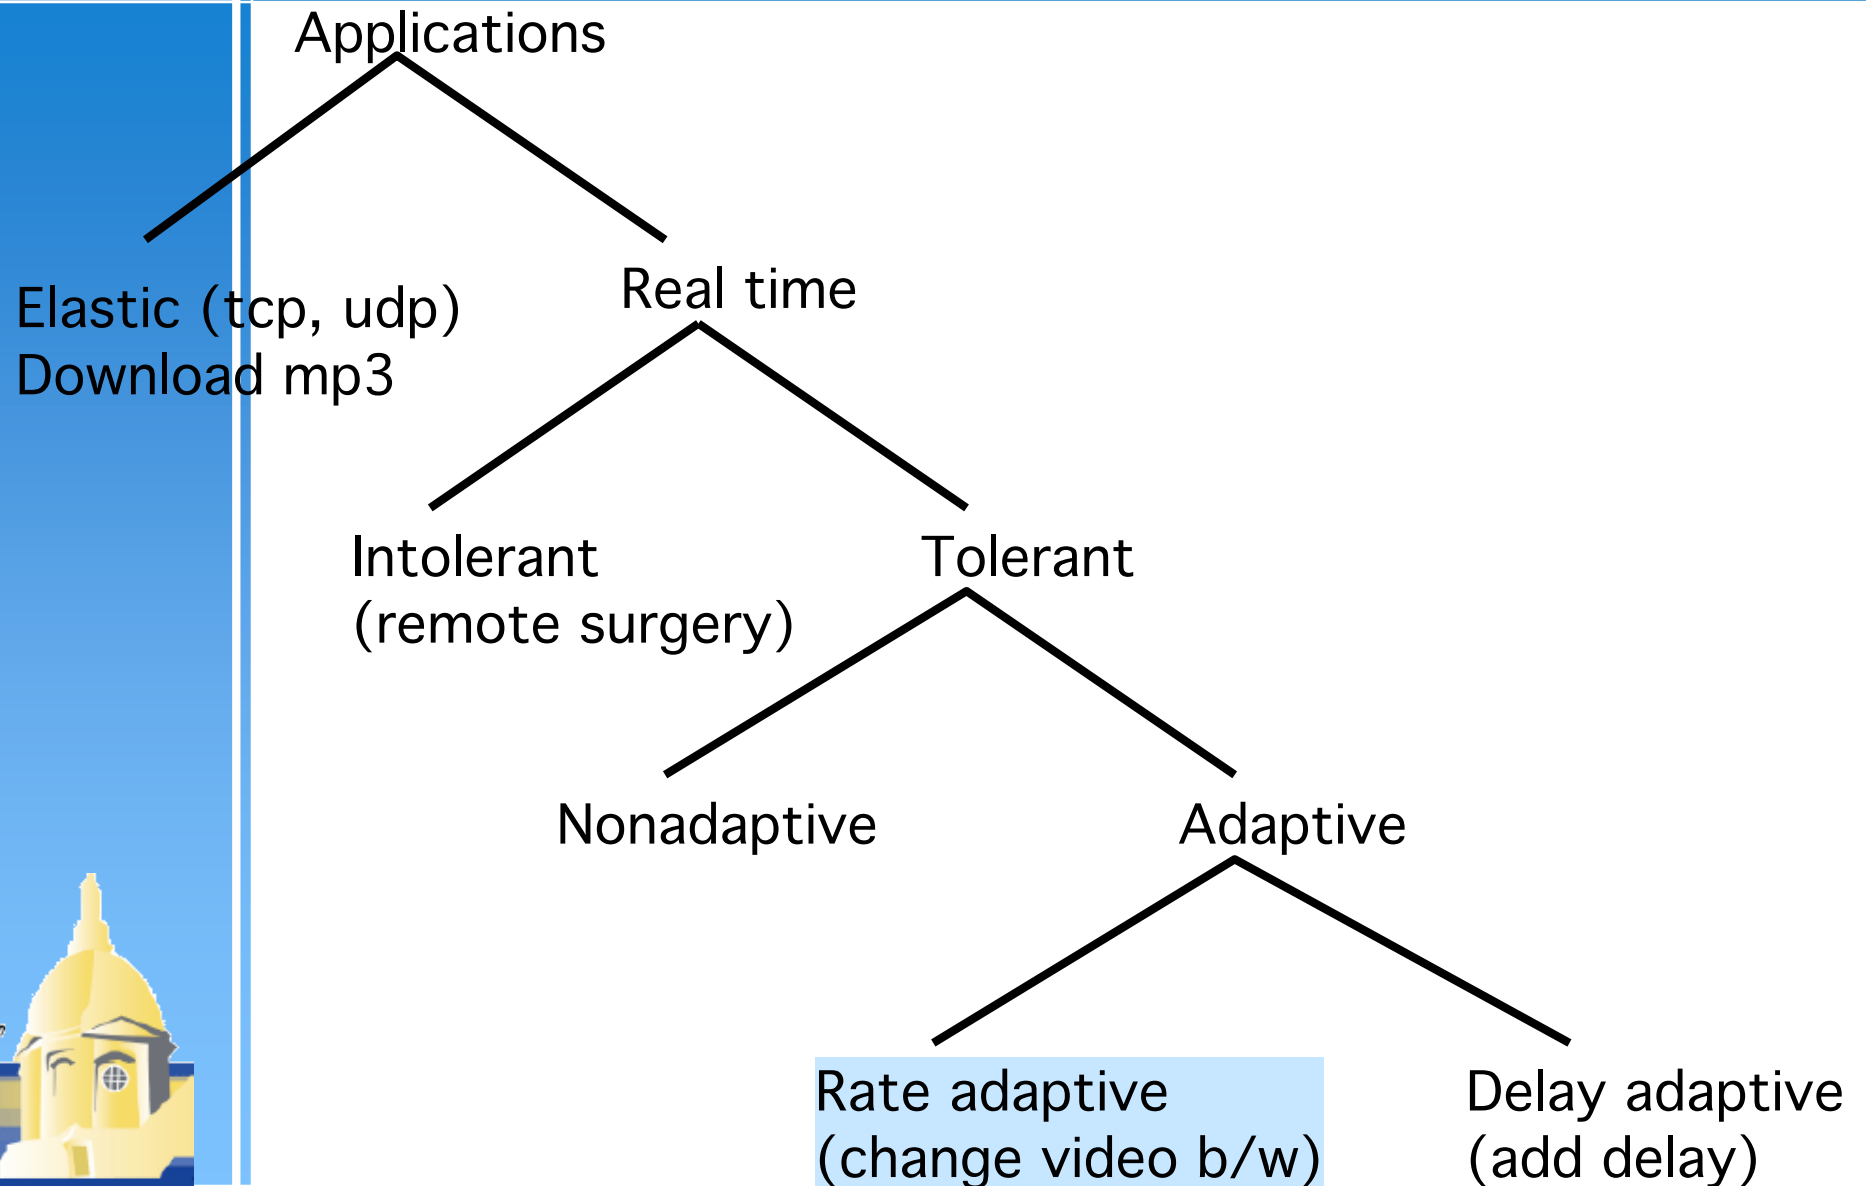 Applications
Elastic (tcp, udp)
Download mp3
Real time
Intolerant
(remote surgery)
Tolerant
Nonadaptive
Adaptive
Rate adaptive
(change video b/w)
Delay adaptive
(add delay)